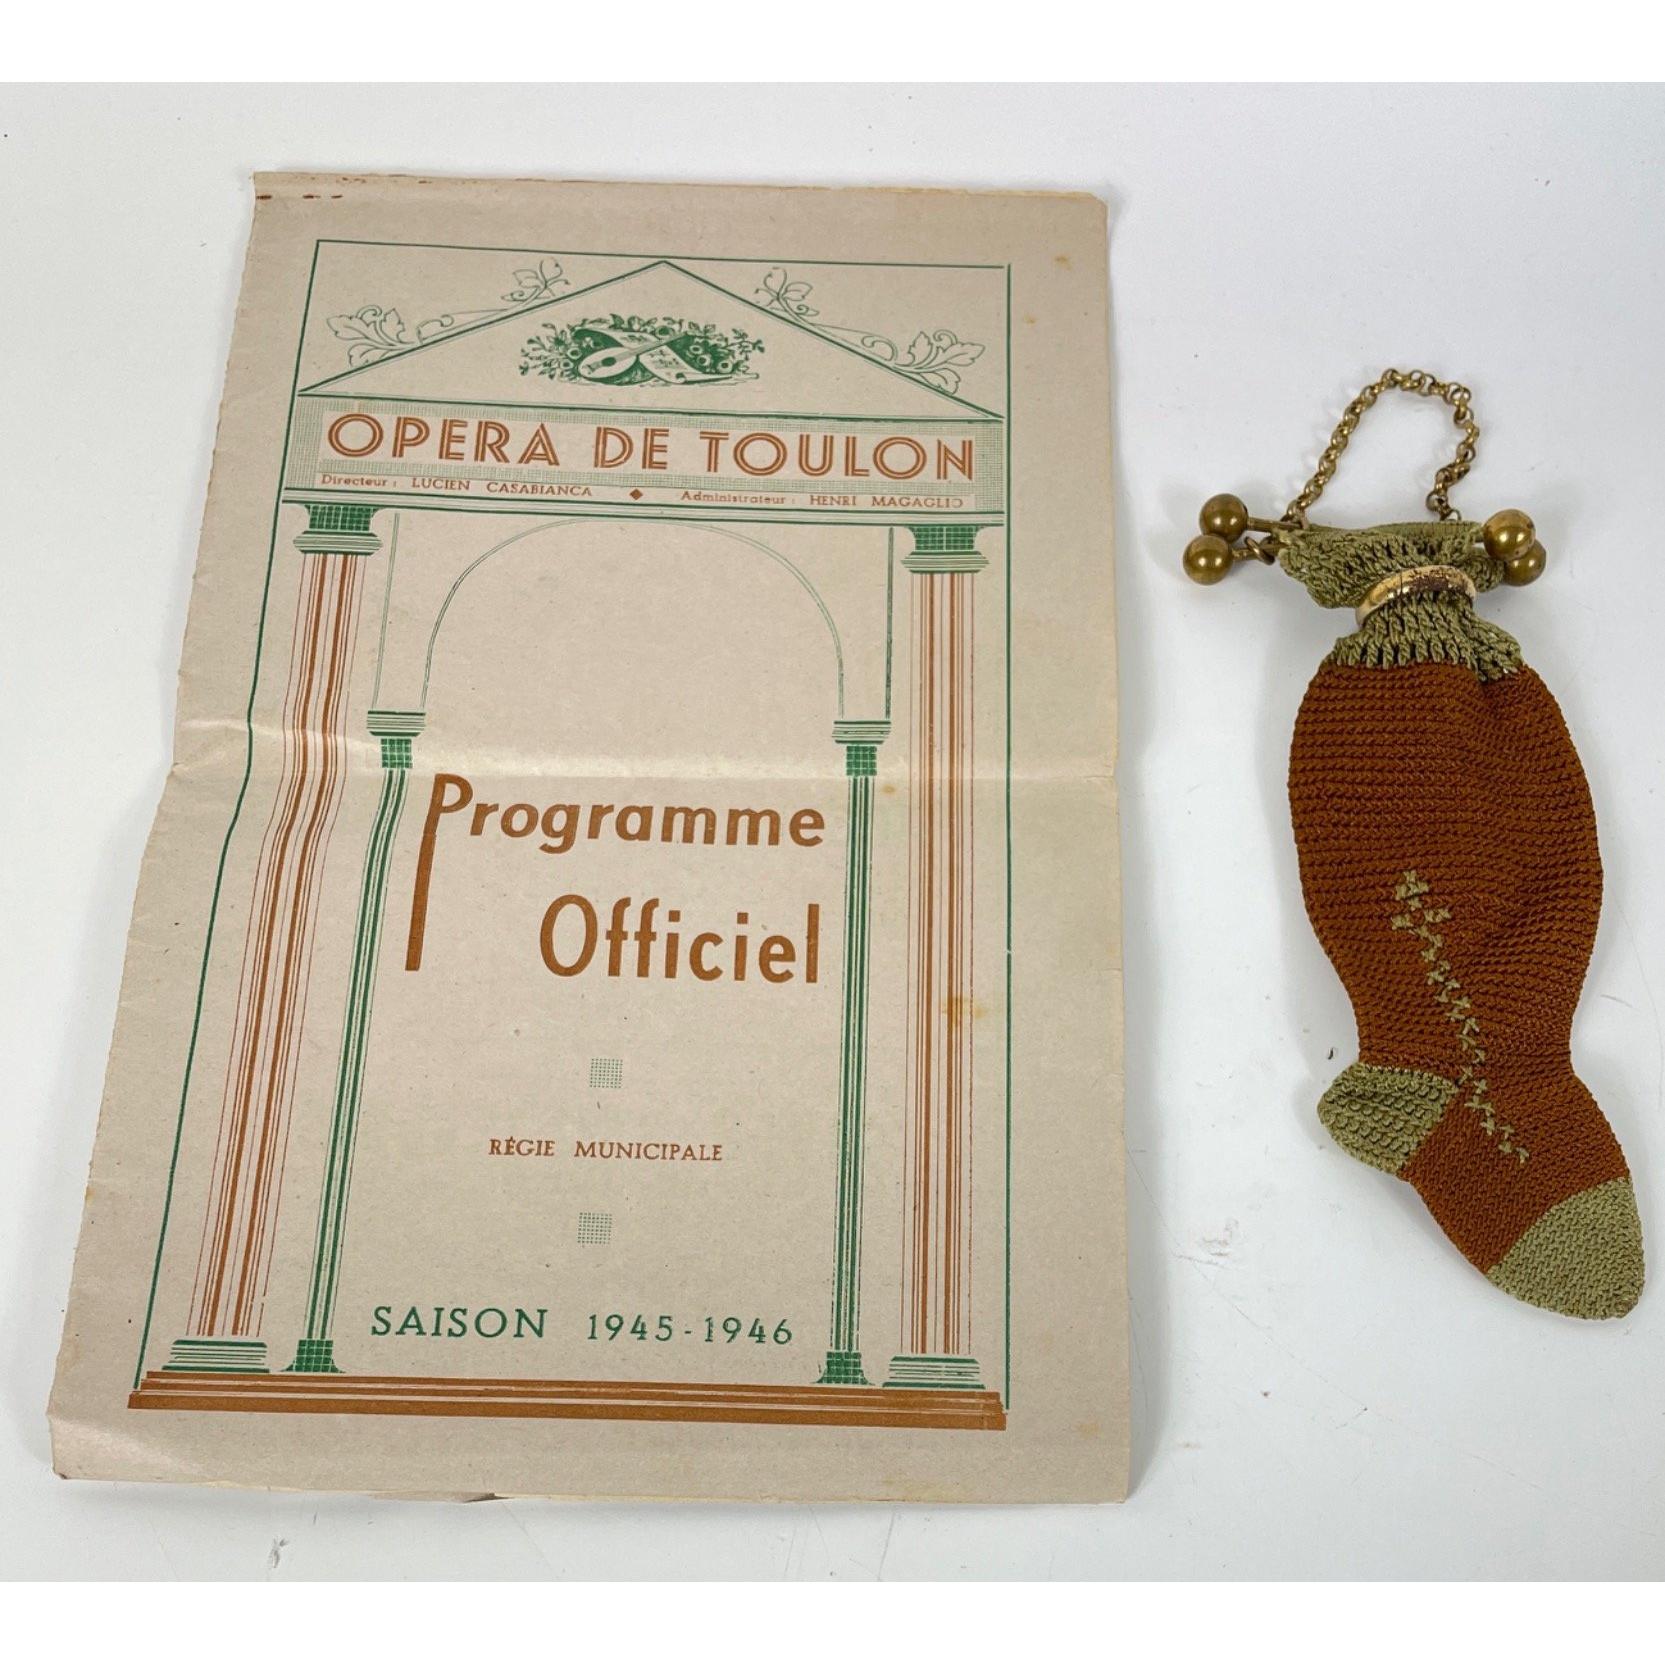 OPERA DE TOULON
Directeur : LUCIEN CASABIANCA ◆ Administrateur : HENRI MAGAGLIO
Programme
Officiel
RÉGIE MUNICIPALE
SAISON 1945-1946